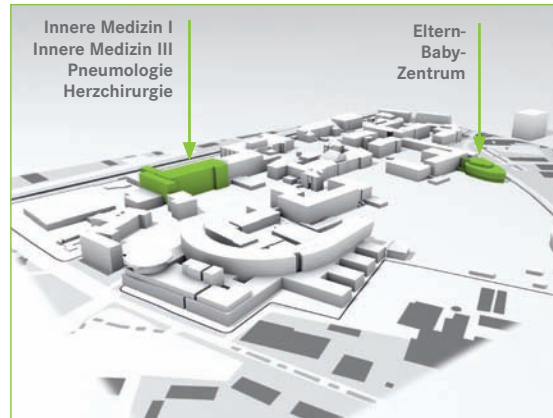 Innere Medizin I
Innere Medizin III
Pneumologie
Herzchirurgie
Eltern-
Baby-
Zentrum